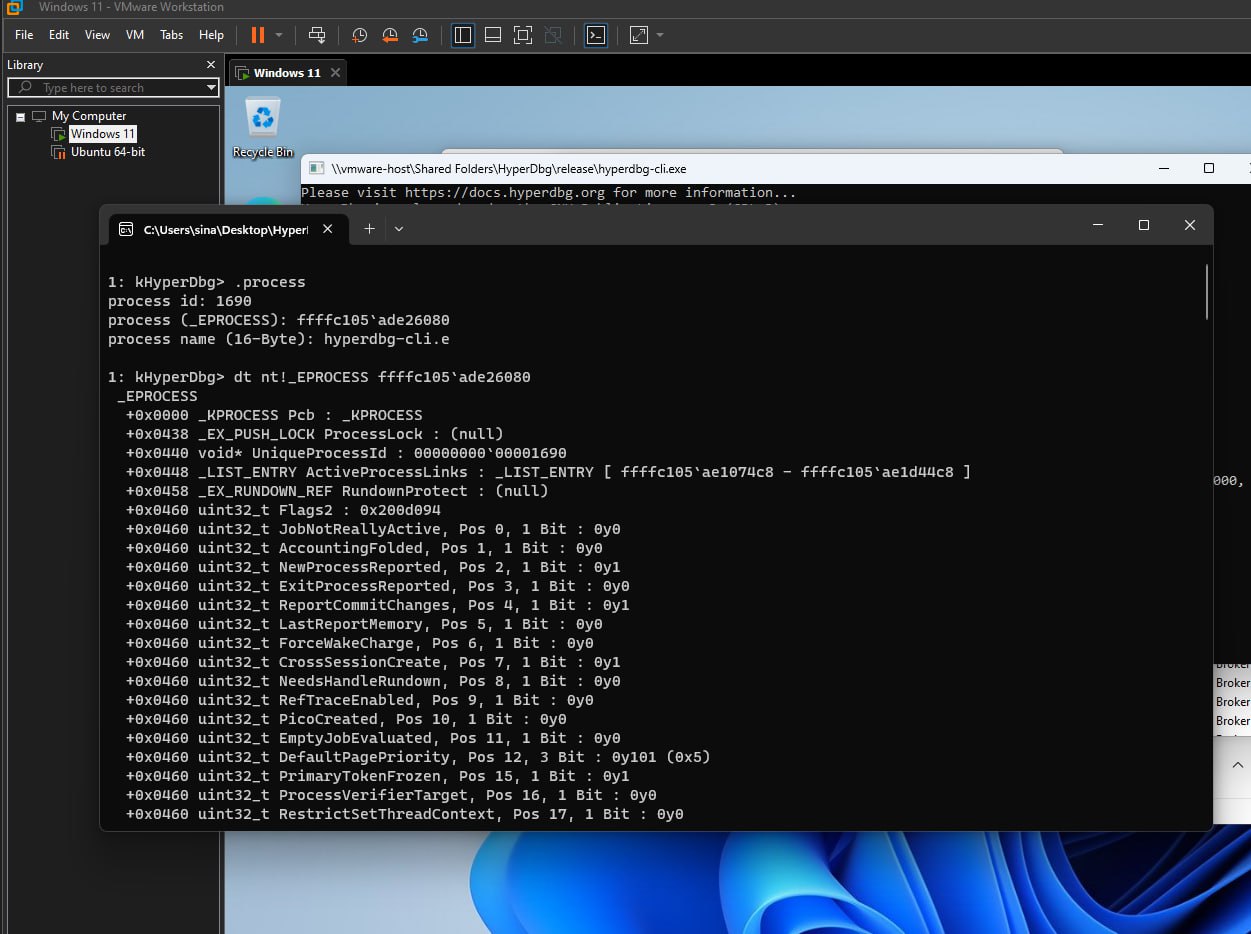 Windows 11 - VMware Workstation
File Edit View VM Tabs Help
Library
Type here to search
My Computer
Windows 11
Ubuntu 64-bit
Windows 11
Recycle Bin
\\vmware-host\Shared Folders\HyperDbg\release\hyperdbg-cli.exe
Please visit https://docs.hyperdbg.org for more information...
C:\Users\sina\Desktop\Hyper
1: kHyperDbg> .process
process id: 1690
process (_EPROCESS): ffffc105`ade26080
process name (16-Byte): hyperdbg-cli.e
1: kHyperDbg> dt nt!_EPROCESS ffffc105`ade26080
_EPROCESS
+0x0000 _KPROCESS Pcb : _KPROCESS
+0x0438 _EX_PUSH_LOCK ProcessLock : (null)
+0x0440 void* UniqueProcessId : 00000000`00001690
+0x0448 _LIST_ENTRY ActiveProcessLinks : _LIST_ENTRY [ ffffc105`ae1074c8 - ffffc105`ae1d44c8 ]
+0x0458 _EX_RUNDOWN_REF RundownProtect : (null)
+0x0460 uint32_t Flags2 : 0x200d094
+0x0460 uint32_t JobNotReallyActive, Pos 0, 1 Bit : 0y0
+0x0460 uint32_t AccountingFolded, Pos 1, 1 Bit : 0y0
+0x0460 uint32_t NewProcessReported, Pos 2, 1 Bit : 0y1
+0x0460 uint32_t ExitProcessReported, Pos 3, 1 Bit : 0y0
+0x0460 uint32_t ReportCommitChanges, Pos 4, 1 Bit : 0y1
+0x0460 uint32_t LastReportMemory, Pos 5, 1 Bit : 0y0
+0x0460 uint32_t ForceWakeCharge, Pos 6, 1 Bit : 0y0
+0x0460 uint32_t CrossSessionCreate, Pos 7, 1 Bit : 0y1
+0x0460 uint32_t NeedsHandleRundown, Pos 8, 1 Bit : 0y0
+0x0460 uint32_t RefTraceEnabled, Pos 9, 1 Bit : 0y0
+0x0460 uint32_t PicoCreated, Pos 10, 1 Bit : 0y0
+0x0460 uint32_t EmptyJobEvaluated, Pos 11, 1 Bit : 0y0
+0x0460 uint32_t DefaultPagePriority, Pos 12, 3 Bit : 0y101 (0x5)
+0x0460 uint32_t PrimaryTokenFrozen, Pos 15, 1 Bit : 0y1
+0x0460 uint32_t ProcessVerifierTarget, Pos 16, 1 Bit : 0y0
+0x0460 uint32_t RestrictSetThreadContext, Pos 17, 1 Bit : 0y0
000,
Broker
Broker
Broker
Broker